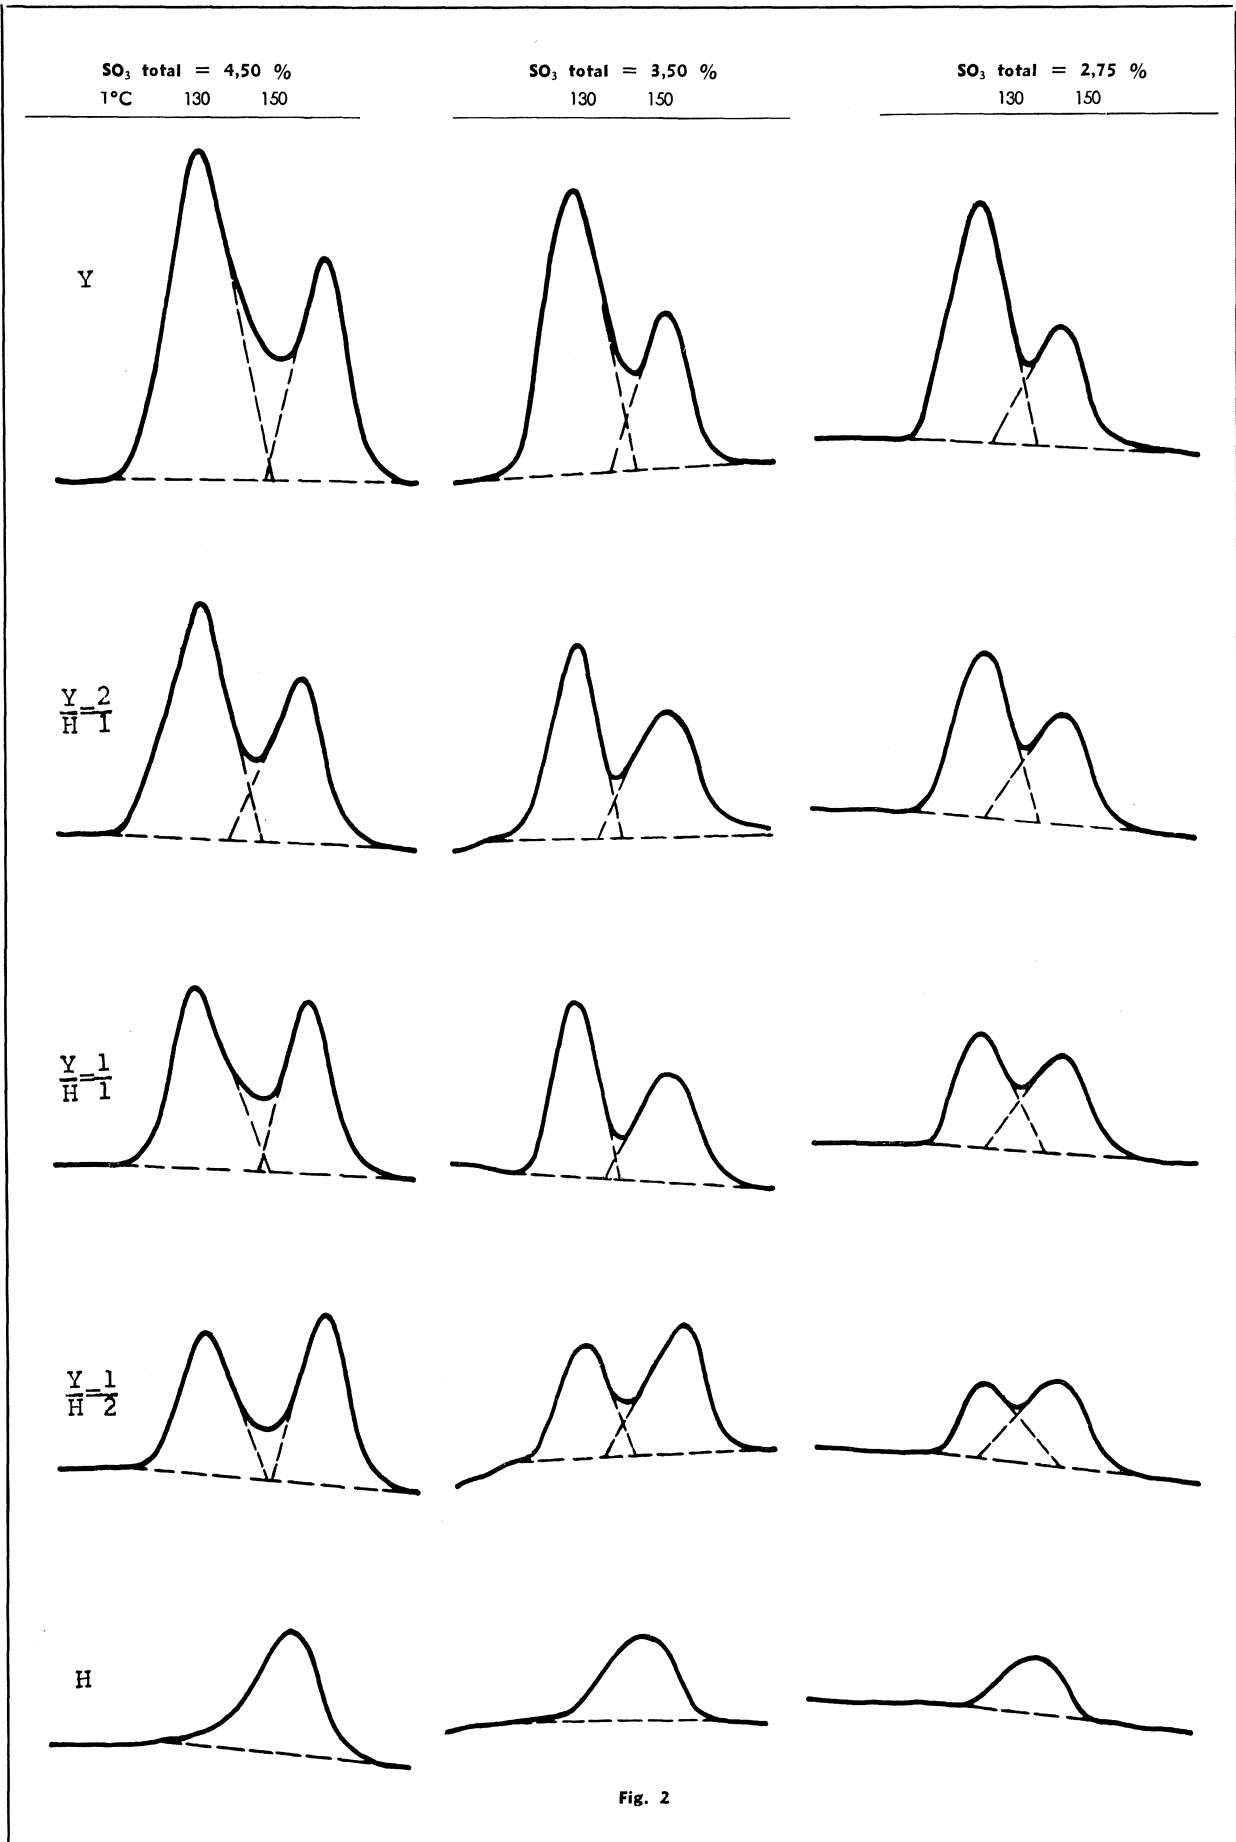 SO₃ total = 4,50 % SO₃ total = 3,50 % SO₃ total = 2,75 %
T°C 130 150 130 150 130 150
Y
Y/H=2/1
Y/H=1/1
Y/H=1/2
H
Fig. 2